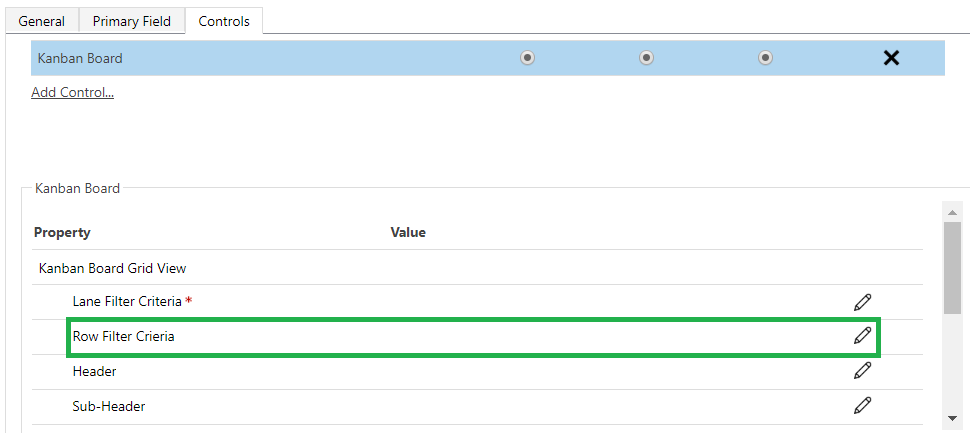 General Primary Field Controls
Kanban Board
Add Control...
Kanban Board
Property Value
Kanban Board Grid View
Lane Filter Criteria *
Row Filter Crieria
Header
Sub-Header